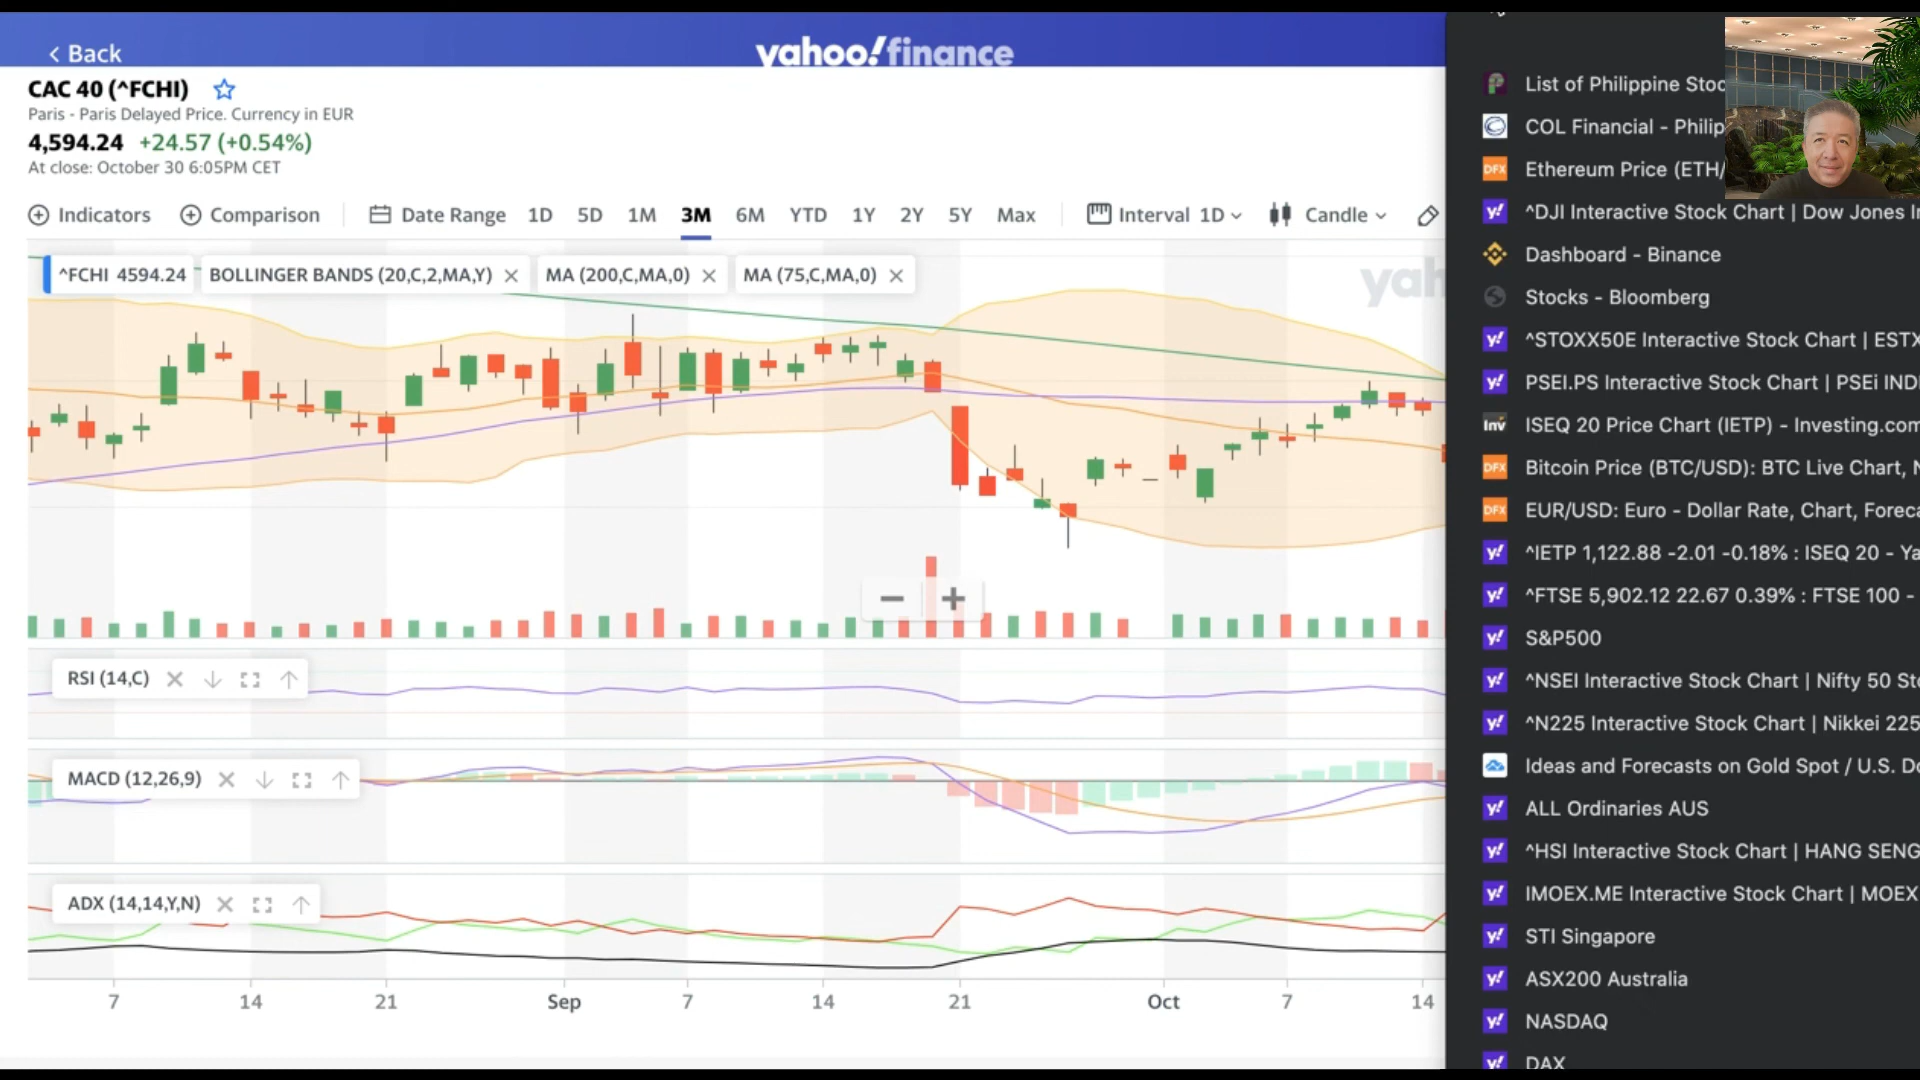 Back
yahoo!finance
CAC 40 (^FCHI)
Paris - Paris Delayed Price. Currency in EUR
4,594.24 +24.57 (+0.54%)
At close: October 30 6:05PM CET
Indicators Comparison Date Range 1D 5D 1M 3M 6M YTD 1Y 2Y 5Y Max Interval 1D Candle
^FCHI 4594.24 BOLLINGER BANDS (20,C,2,MA,Y) MA (200,C,MA,0) MA (75,C,MA,0)
yah
RSI (14,C)
MACD (12,26,9)
ADX (14,14,Y,N)
7 14 21 Sep 7 14 21 Oct 7 14
List of Philippine Stoc
COL Financial - Philip
DFX Ethereum Price (ETH/
y! ^DJI Interactive Stock Chart | Dow Jones In
Dashboard - Binance
Stocks - Bloomberg
y! ^STOXX50E Interactive Stock Chart | ESTX
y! PSEI.PS Interactive Stock Chart | PSEi INDE
Inv ISEQ 20 Price Chart (IETP) - Investing.com
DFX Bitcoin Price (BTC/USD): BTC Live Chart, N
DFX EUR/USD: Euro - Dollar Rate, Chart, Foreca
y! ^IETP 1,122.88 -2.01 -0.18% : ISEQ 20 - Ya
y! ^FTSE 5,902.12 22.67 0.39% : FTSE 100 -
y! S&P500
y! ^NSEI Interactive Stock Chart | Nifty 50 Sto
y! ^N225 Interactive Stock Chart | Nikkei 225
Ideas and Forecasts on Gold Spot / U.S. Do
y! ALL Ordinaries AUS
y! ^HSI Interactive Stock Chart | HANG SENG
y! IMOEX.ME Interactive Stock Chart | MOEX
y! STI Singapore
y! ASX200 Australia
y! NASDAQ
y! DAX